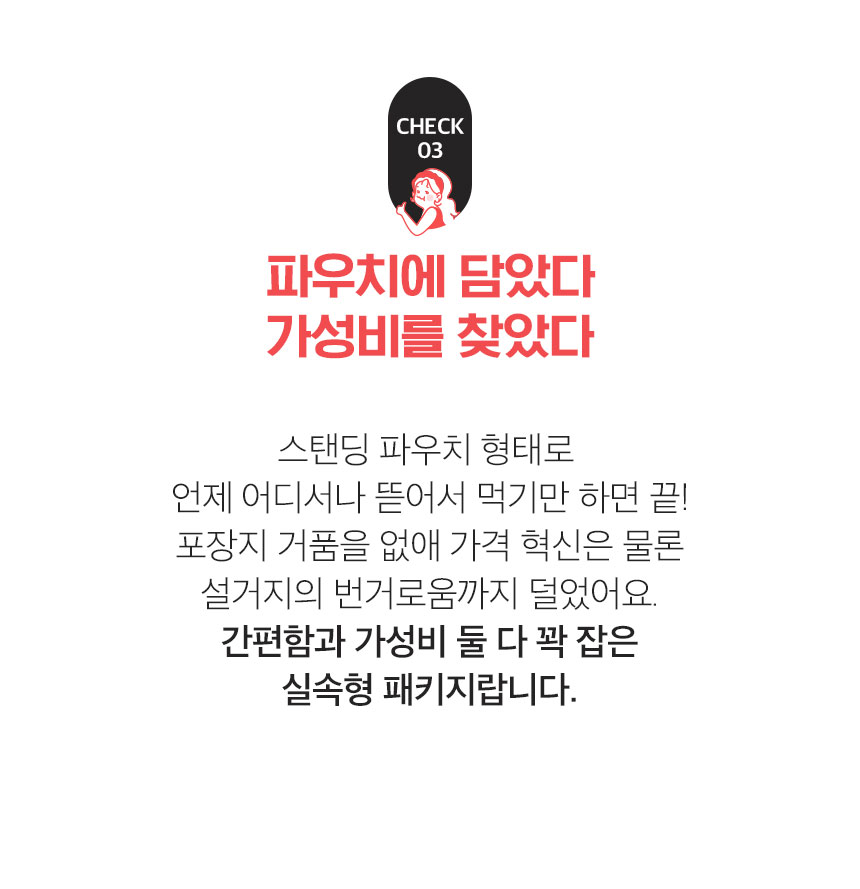 CHECK
03
파우치에 담았다
가성비를 찾았다
스탠딩 파우치 형태로
언제 어디서나 뜯어서 먹기만 하면 끝!
포장지 거품을 없애 가격 혁신은 물론
설거지의 번거로움까지 덜었어요.
간편함과 가성비 둘 다 꽉 잡은
실속형 패키지랍니다.